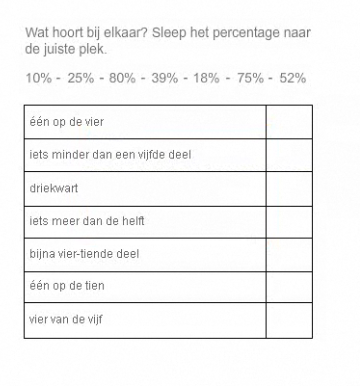 Wat hoort bij elkaar? Sleep het percentage naar
de juiste plek.
10% - 25% - 80% - 39% - 18% - 75% - 52%
één op de vier
iets minder dan een vijfde deel
driekwart
iets meer dan de helft
bijna vier-tiende deel
één op de tien
vier van de vijf